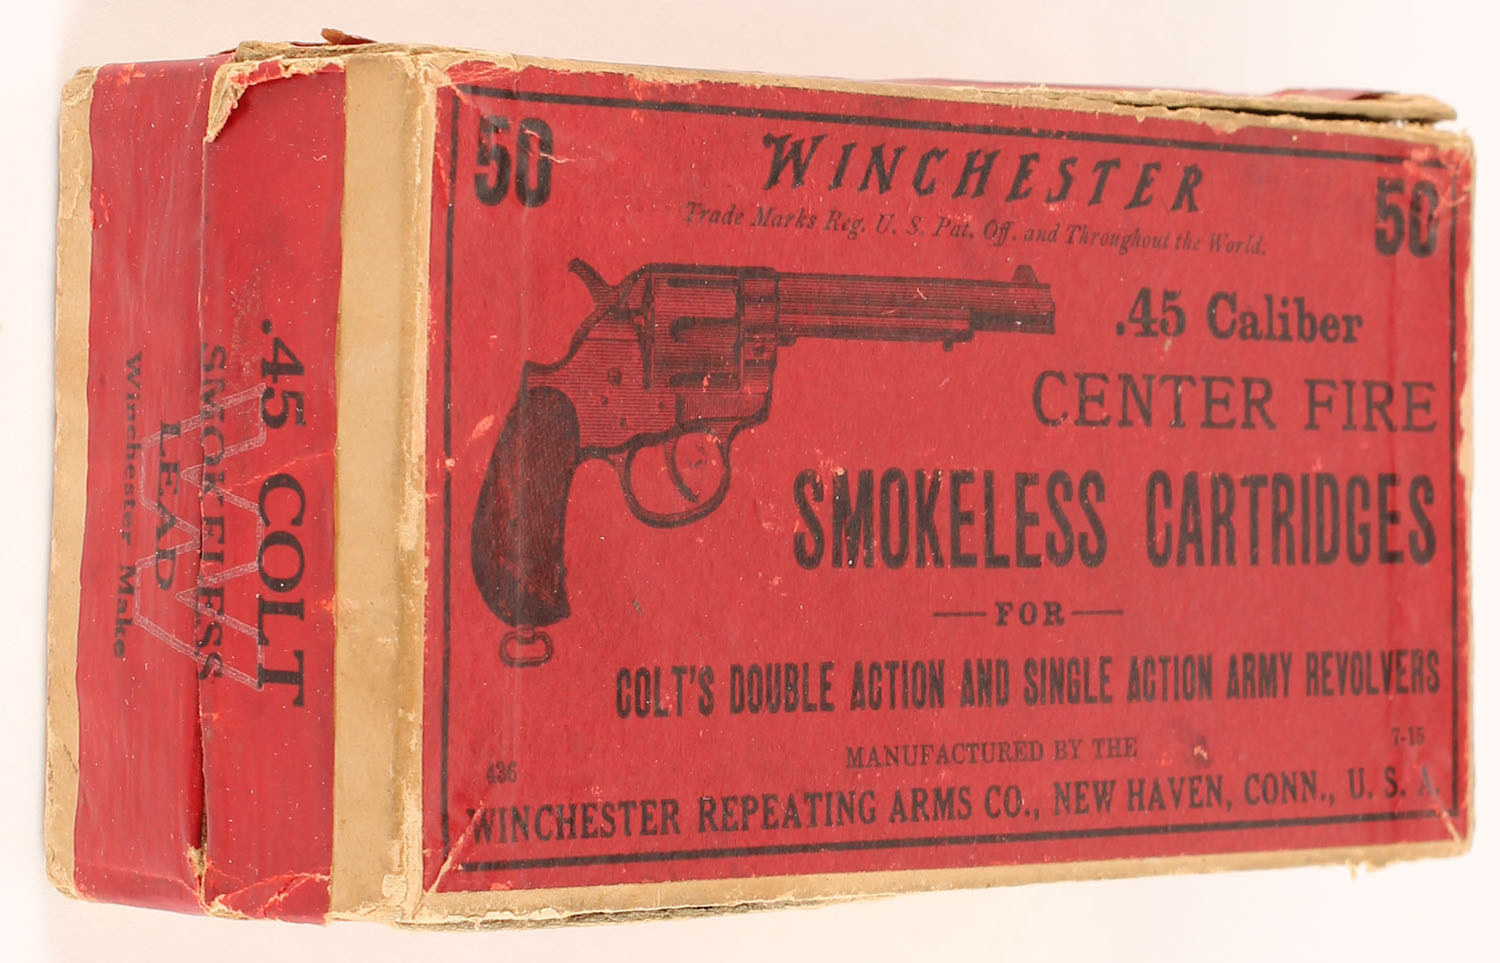 50
50
WINCHESTER
Trade Marks Reg. U. S. Pat. Off. and Throughout the World.
.45 Caliber
CENTER FIRE
SMOKELESS CARTRIDGES
FOR
COLT'S DOUBLE ACTION AND SINGLE ACTION ARMY REVOLVERS
MANUFACTURED BY THE
7-15
436
WINCHESTER REPEATING ARMS CO., NEW HAVEN, CONN., U. S. A.
.45 COLT
SMOKELESS
LEAD
Winchester Make
W